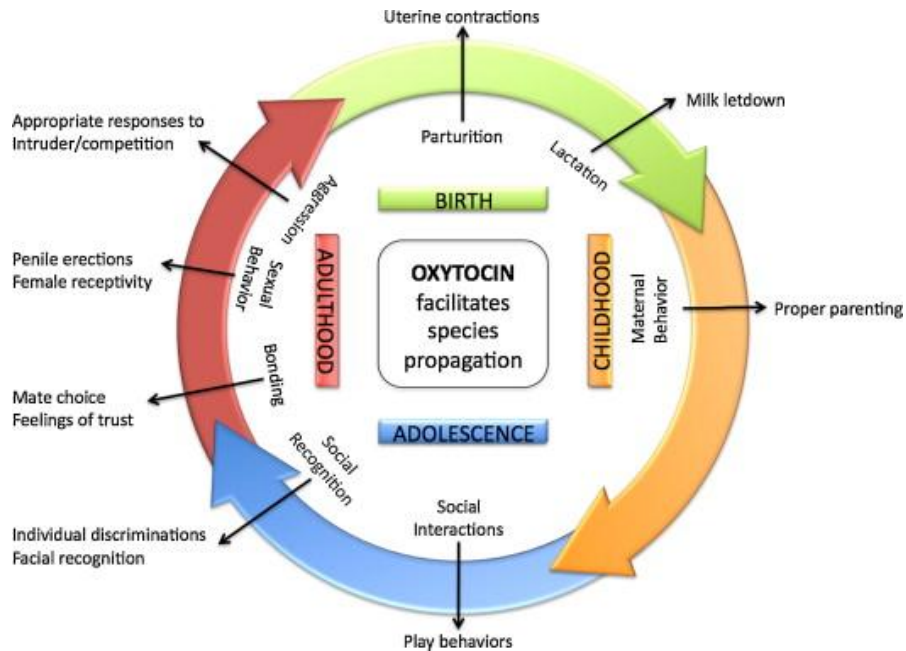 Uterine contractions
Milk letdown
Parturition
Lactation
Appropriate responses to
Intruder/competition
Aggression
BIRTH
Penile erections
Female receptivity
Sexual
Behavior
ADULTHOOD
OXYTOCIN
facilitates
species
propagation
CHILDHOOD
Maternal
Behavior
Proper parenting
Mate choice
Feelings of trust
Bonding
ADOLESCENCE
Social
Recognition
Individual discriminations
Facial recognition
Social
Interactions
Play behaviors